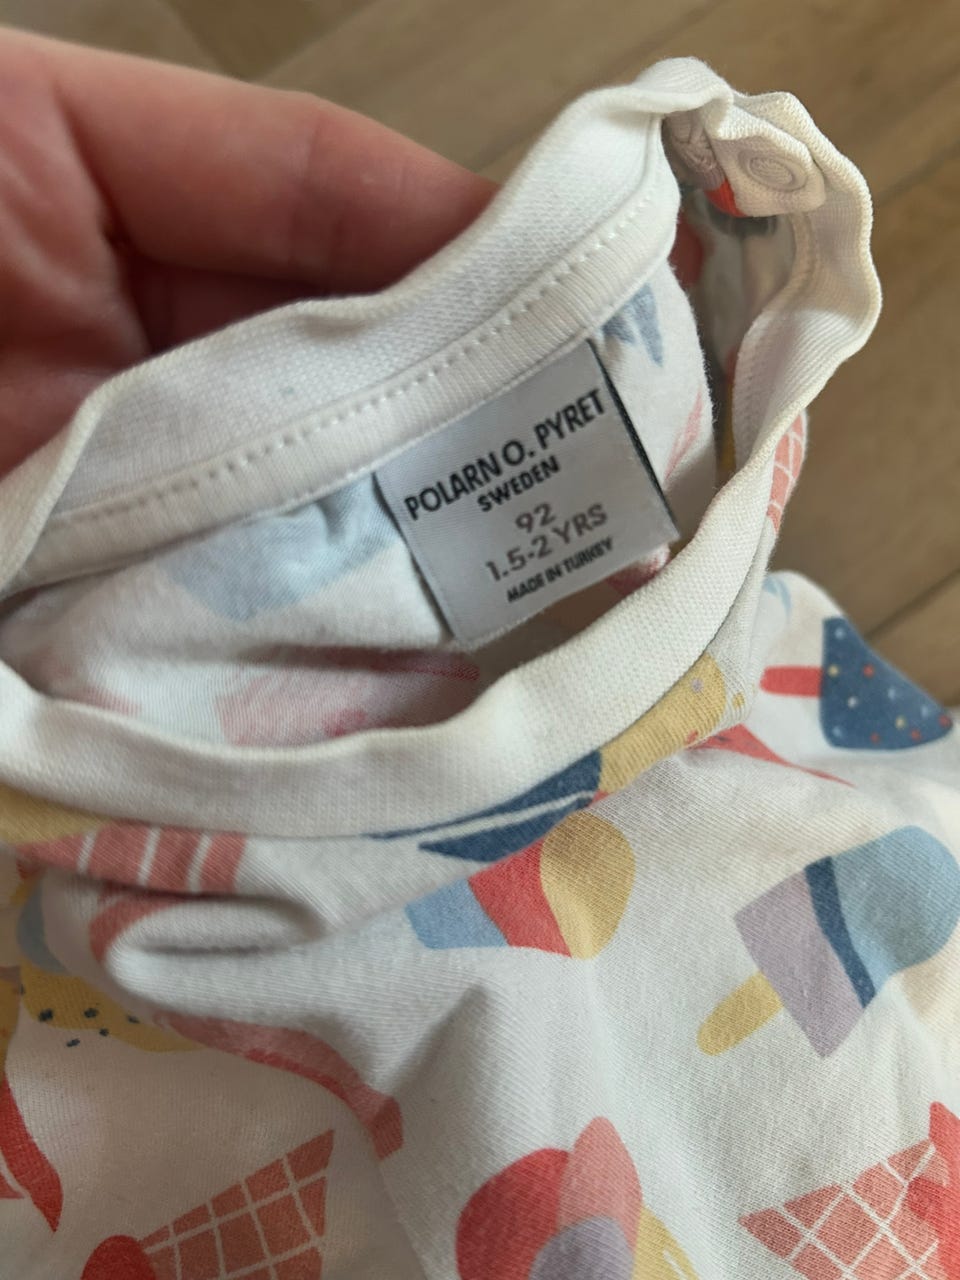 POLARN O. PYRET
SWEDEN
92
1.5-2 YRS
MADE IN TURKEY